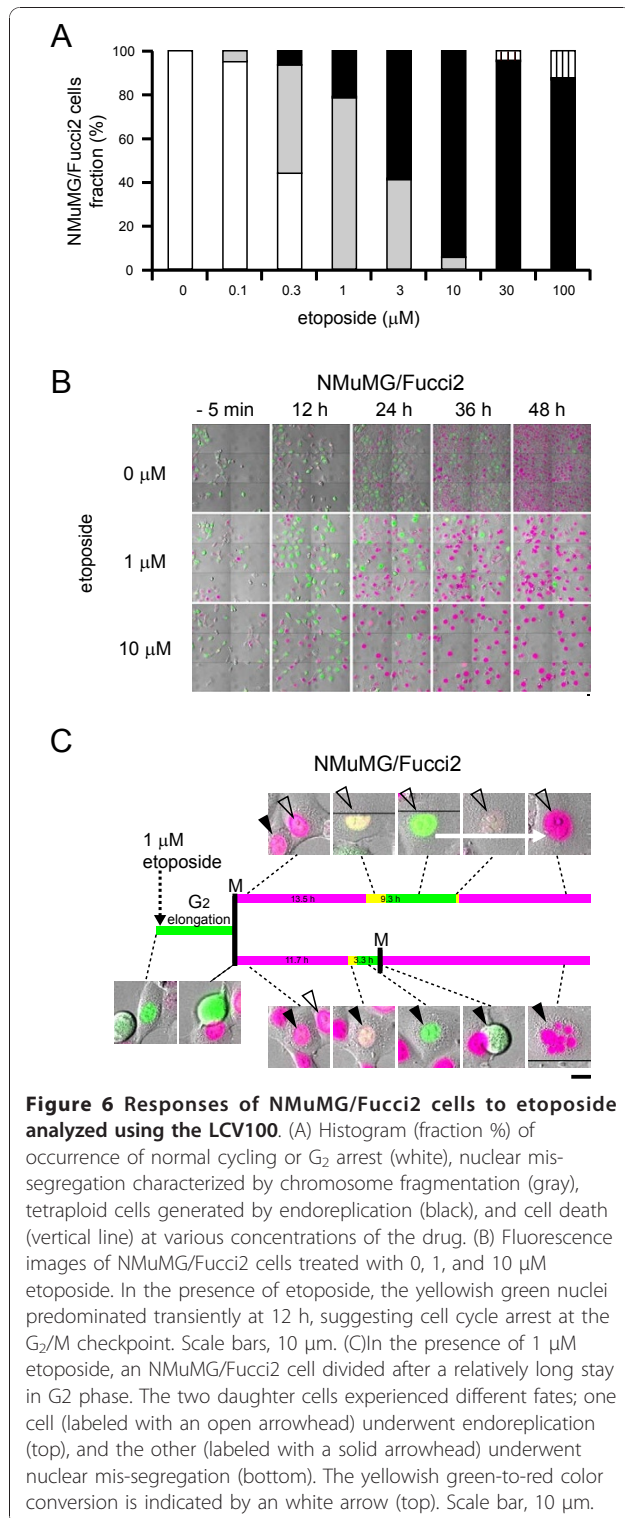 A
100
80
60
40
20
0
NMuMG/Fucci2 cells
fraction (%)
0 0.1 0.3 1 3 10 30 100
etoposide (μM)
B
NMuMG/Fucci2
- 5 min 12 h 24 h 36 h 48 h
0 μM
1 μM
10 μM
etoposide
C
NMuMG/Fucci2
1 μM
etoposide
G2
elongation
M
13.5 h 9.3 h
M
11.7 h 3.3 h
Figure 6 Responses of NMuMG/Fucci2 cells to etoposide
analyzed using the LCV100. (A) Histogram (fraction %) of
occurrence of normal cycling or G2 arrest (white), nuclear mis-
segregation characterized by chromosome fragmentation (gray),
tetraploid cells generated by endoreplication (black), and cell death
(vertical line) at various concentrations of the drug. (B) Fluorescence
images of NMuMG/Fucci2 cells treated with 0, 1, and 10 μM
etoposide. In the presence of etoposide, the yellowish green nuclei
predominated transiently at 12 h, suggesting cell cycle arrest at the
G2/M checkpoint. Scale bars, 10 μm. (C)In the presence of 1 μM
etoposide, an NMuMG/Fucci2 cell divided after a relatively long stay
in G2 phase. The two daughter cells experienced different fates; one
cell (labeled with an open arrowhead) underwent endoreplication
(top), and the other (labeled with a solid arrowhead) underwent
nuclear mis-segregation (bottom). The yellowish green-to-red color
conversion is indicated by an white arrow (top). Scale bar, 10 μm.